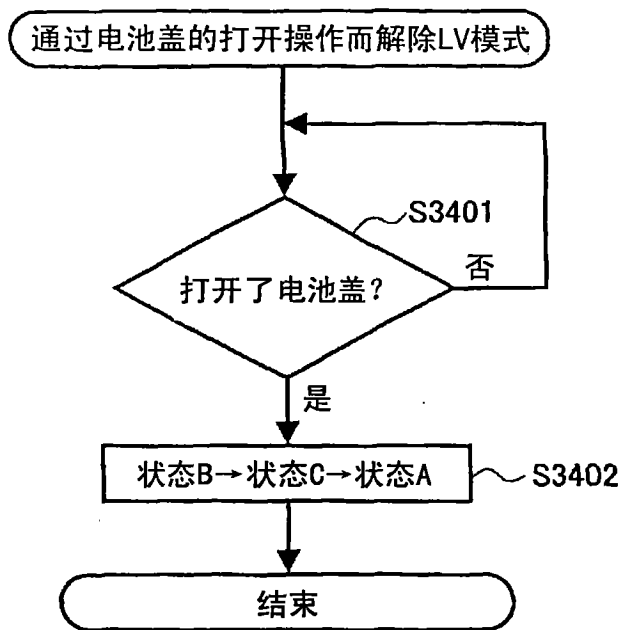 通过电池盖的打开操作而解除LV模式
S3401
打开了电池盖?
否
是
状态B→状态C→状态A
S3402
结束